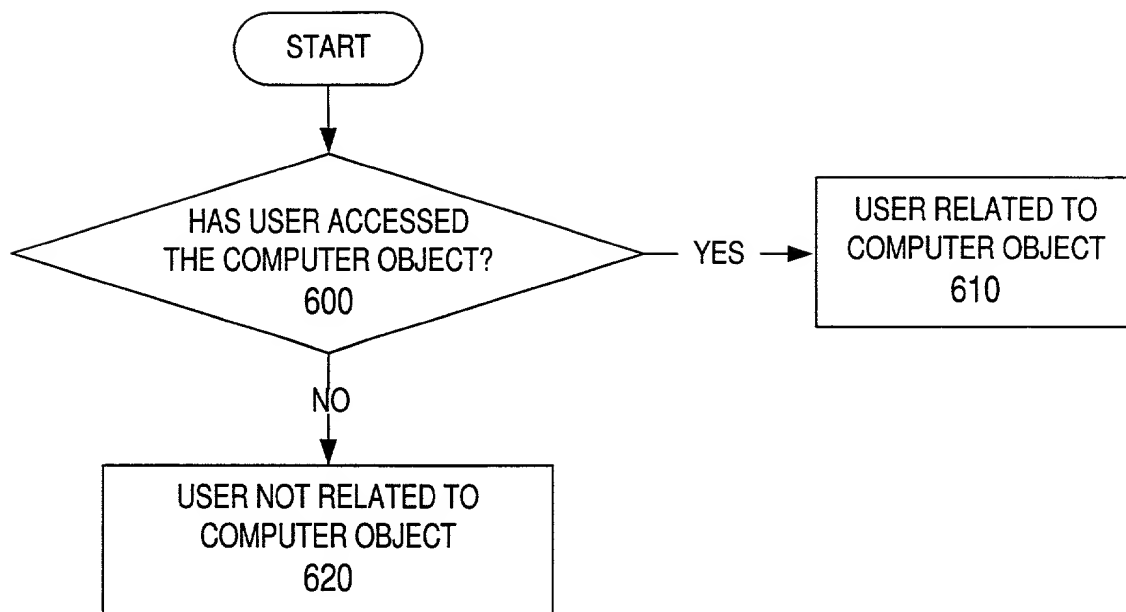 START
HAS USER ACCESSED
THE COMPUTER OBJECT?
600
YES
USER RELATED TO
COMPUTER OBJECT
610
NO
USER NOT RELATED TO
COMPUTER OBJECT
620